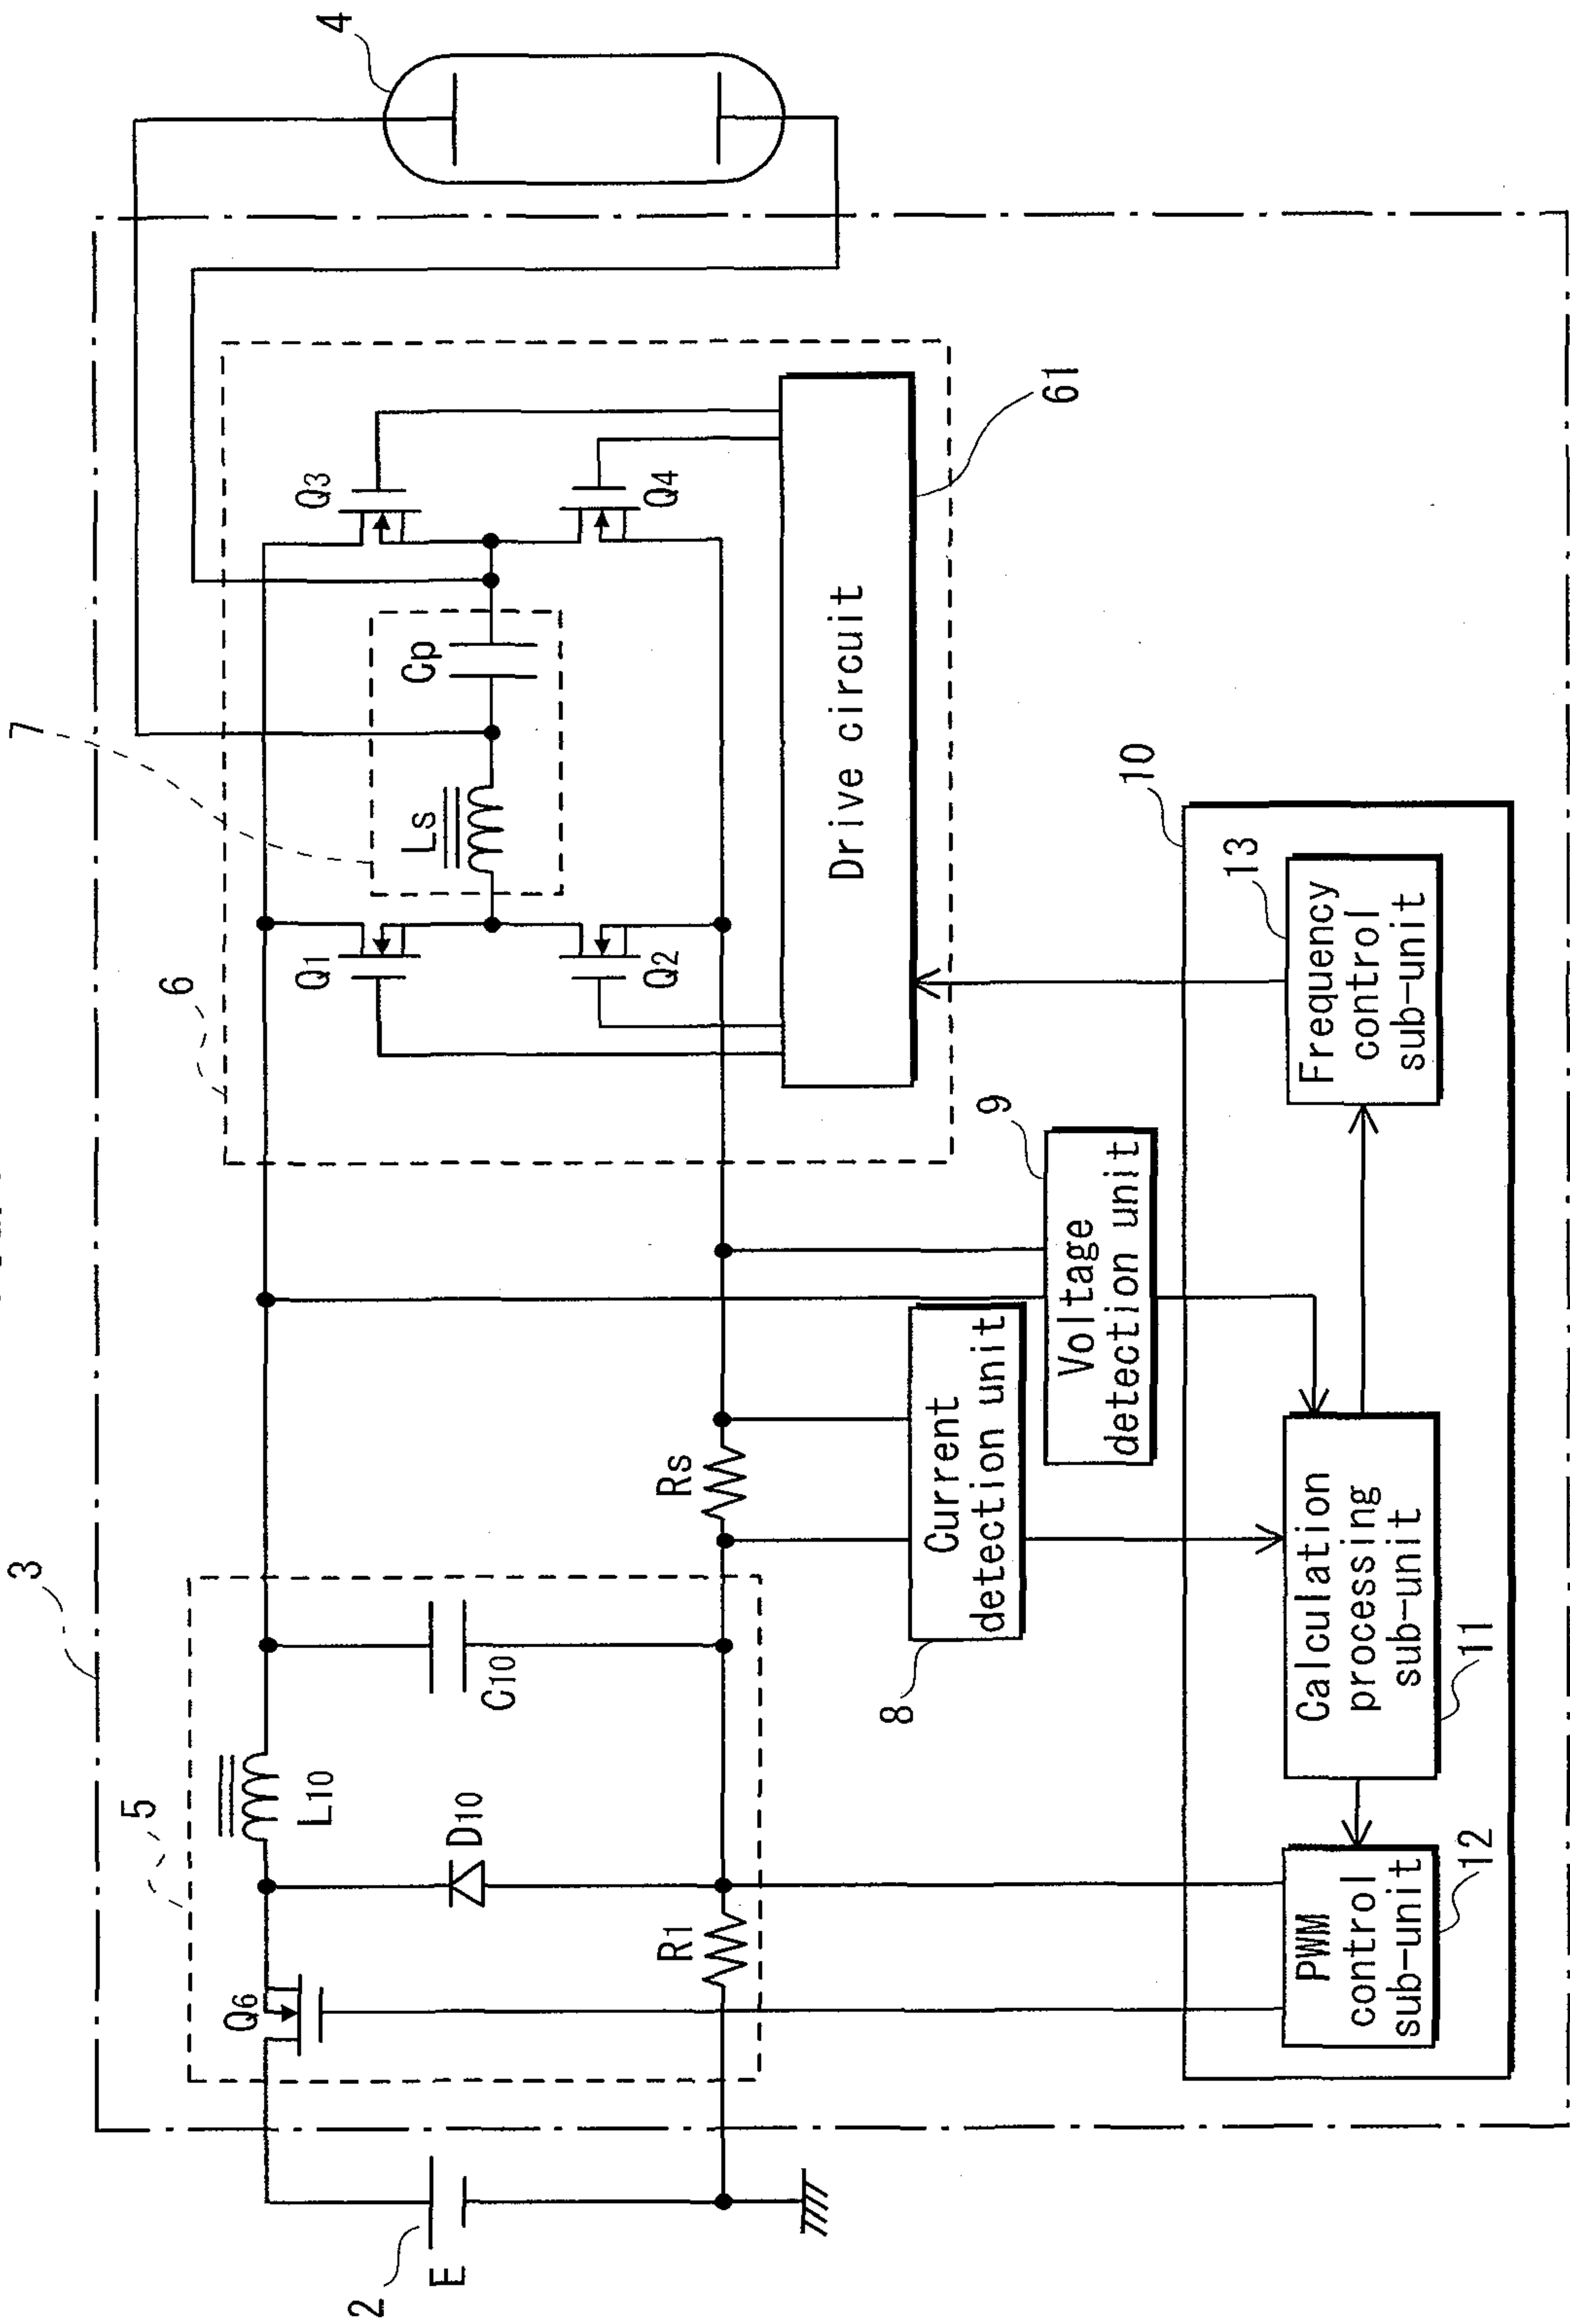 3
7
4
5
6
Q6
L10
D10
C10
R1
Rs
Q1
Q2
Ls
Cp
Q3
Q4
2
E
Drive circuit
61
8
Current
detection unit
9
Voltage
detection unit
10
PWM
control
sub-unit
12
Calculation
processing
sub-unit
11
Frequency
control
sub-unit
13